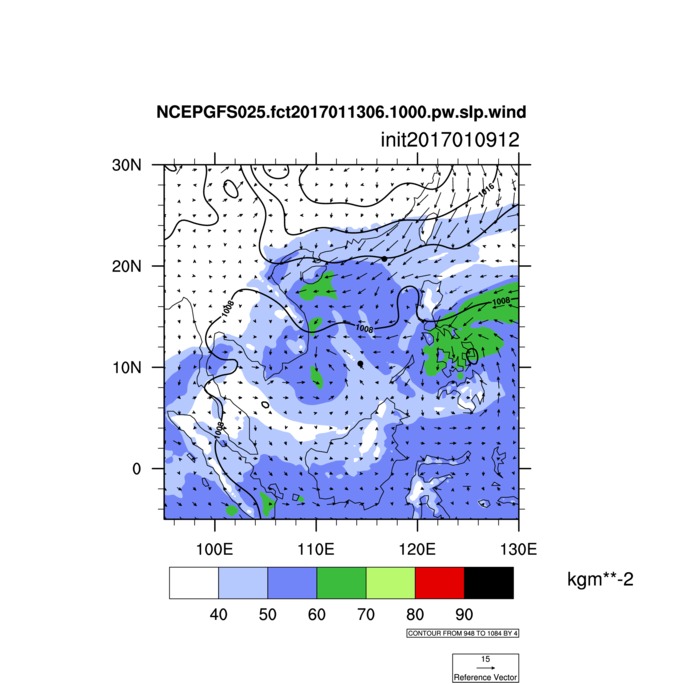 NCEPGFS025.fct2017011306.1000.pw.slp.wind
init2017010912
30N
1016
20N
1008
1008
1008
10N
1008
0
100E 110E 120E 130E
kgm**-2
40 50 60 70 80 90
CONTOUR FROM 948 TO 1084 BY 4
15
Reference Vector